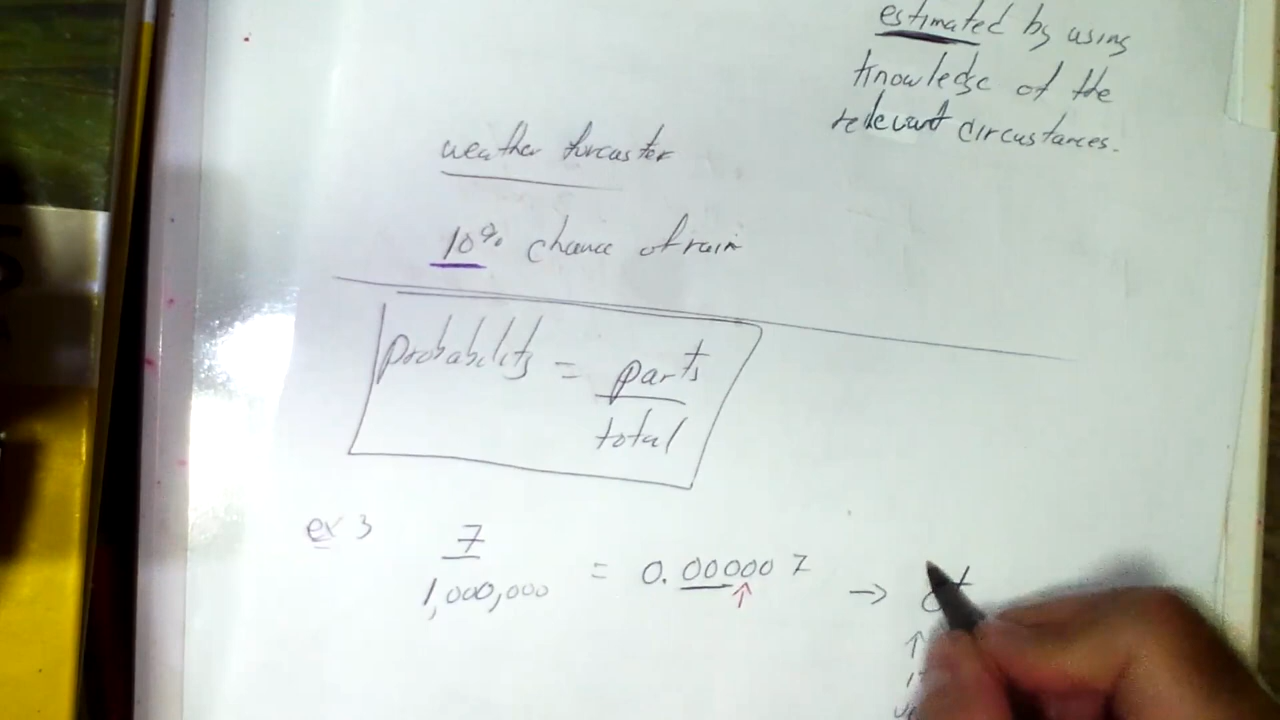 estimated by using
knowledge of the
relevant circustances.
weather forcaster
10% chance of rain
probability = parts
total
ex 3
7
1,000,000
= 0.000007 →